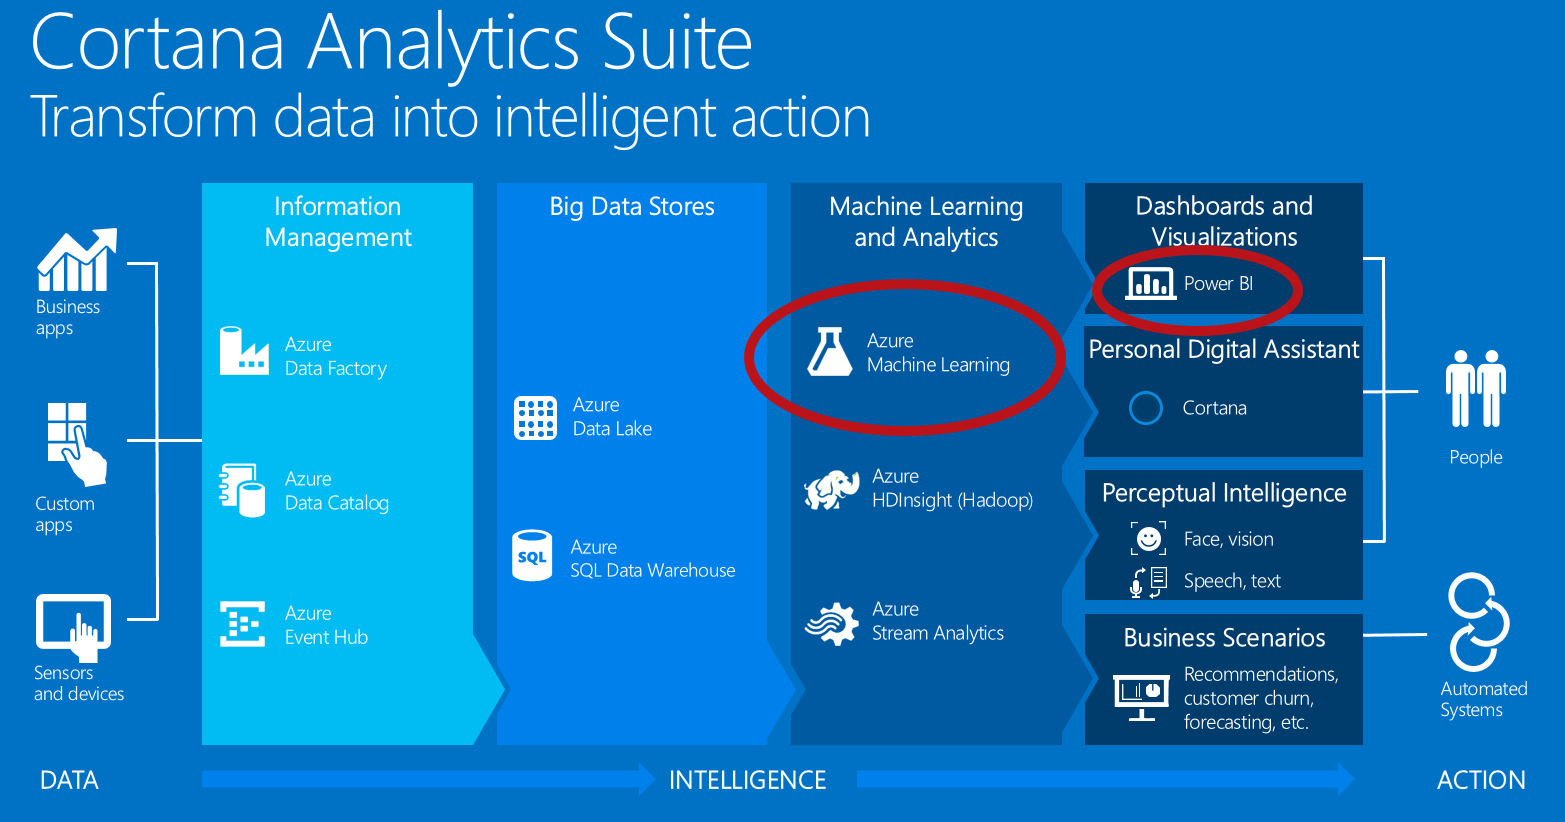 Cortana Analytics Suite
Transform data into intelligent action
Business
apps
Custom
apps
Sensors
and devices
Information
Management
Azure
Data Factory
Azure
Data Catalog
Azure
Event Hub
Big Data Stores
Azure
Data Lake
SQL
Azure
SQL Data Warehouse
Machine Learning
and Analytics
Azure
Machine Learning
Azure
HDInsight (Hadoop)
Azure
Stream Analytics
Dashboards and
Visualizations
Power BI
Personal Digital Assistant
Cortana
Perceptual Intelligence
Face, vision
Speech, text
Business Scenarios
Recommendations,
customer churn,
forecasting, etc.
People
Automated
Systems
DATA
INTELLIGENCE
ACTION